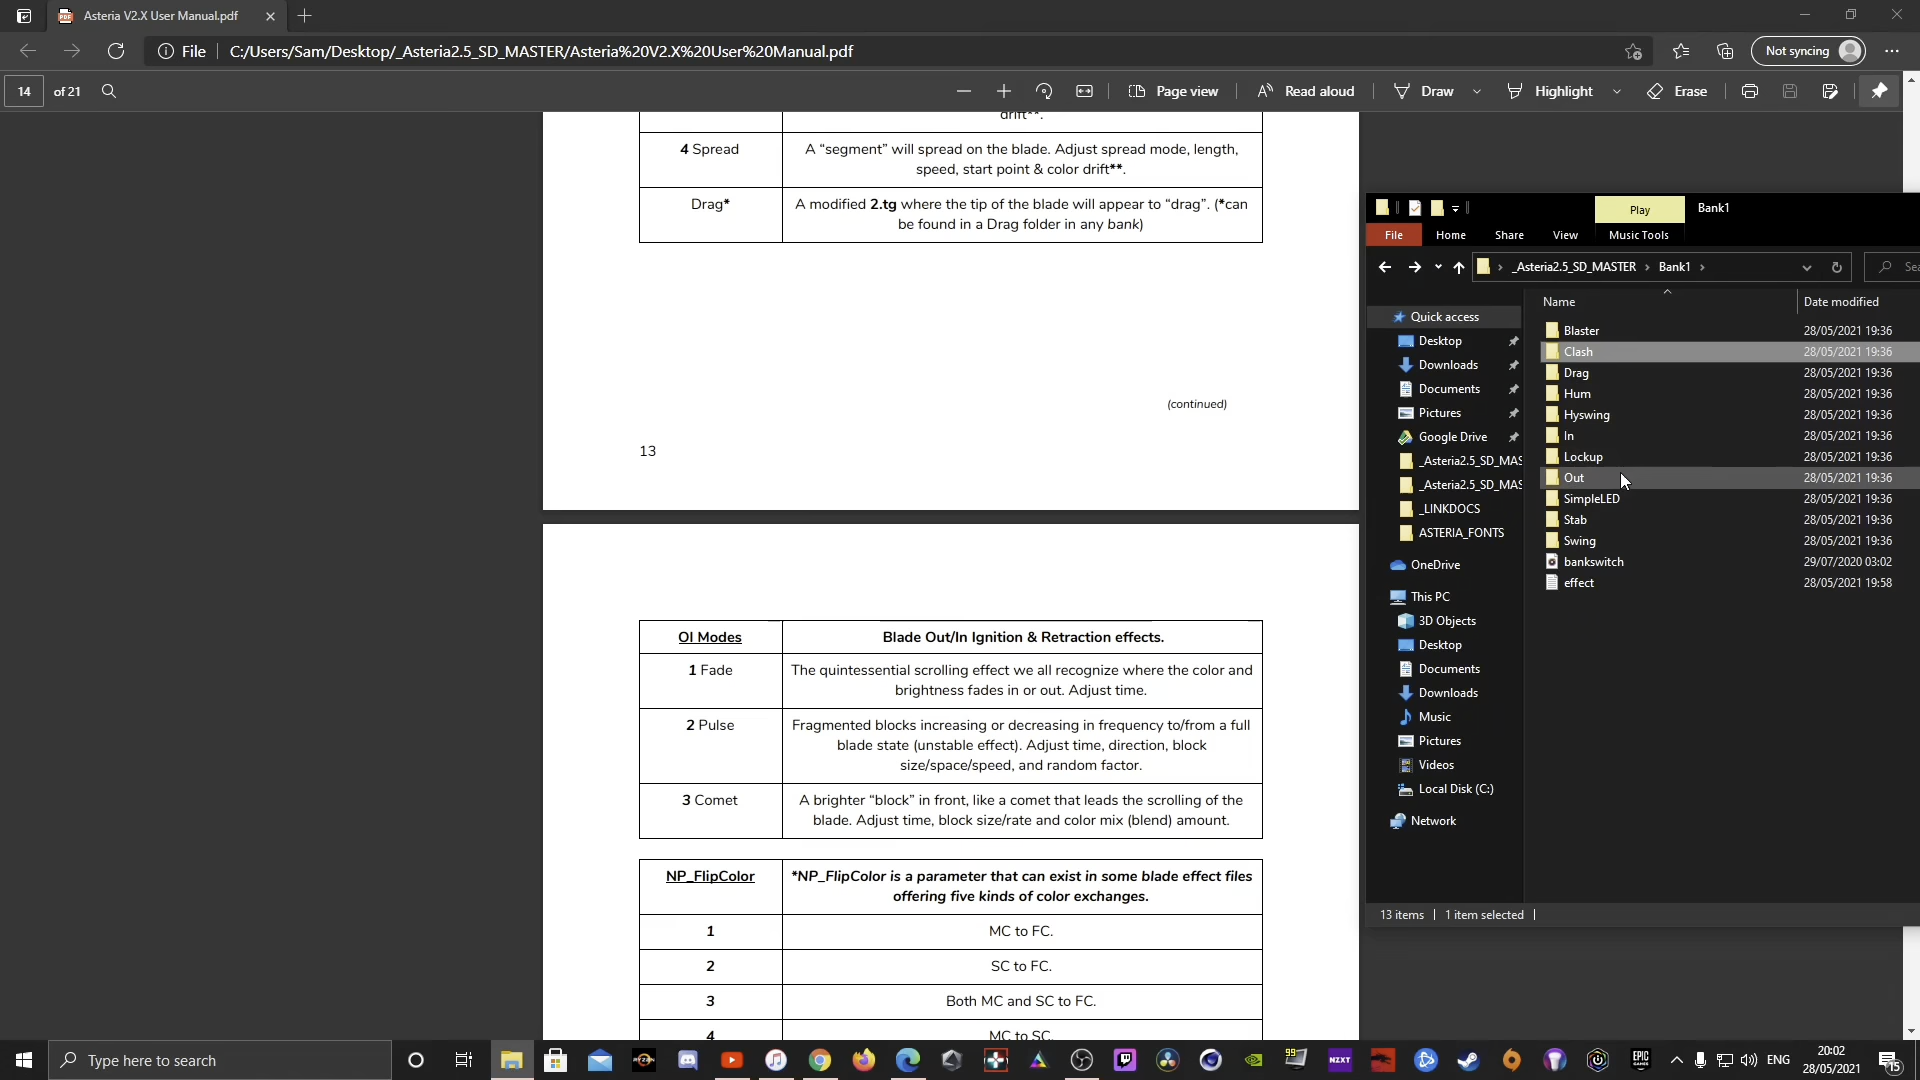 Asteria V2.X User Manual.pdf
File
C:/Users/Sam/Desktop/_Asteria2.5_SD_MASTER/Asteria%20V2.X%20User%20Manual.pdf
Not syncing
14 of 21
Page view
Read aloud
Draw
Highlight
Erase
drift**.
4 Spread
A “segment” will spread on the blade. Adjust spread mode, length,
speed, start point & color drift**.
Drag*
A modified 2.tg where the tip of the blade will appear to “drag”. (*can
be found in a Drag folder in any bank)
(continued)
13
OI Modes
Blade Out/In Ignition & Retraction effects.
1 Fade
The quintessential scrolling effect we all recognize where the color and
brightness fades in or out. Adjust time.
2 Pulse
Fragmented blocks increasing or decreasing in frequency to/from a full
blade state (unstable effect). Adjust time, direction, block
size/space/speed, and random factor.
3 Comet
A brighter “block” in front, like a comet that leads the scrolling of the
blade. Adjust time, block size/rate and color mix (blend) amount.
NP_FlipColor
*NP_FlipColor is a parameter that can exist in some blade effect files
offering five kinds of color exchanges.
1
MC to FC.
2
SC to FC.
3
Both MC and SC to FC.
4
MC to SC.
Play
Bank1
File
Home
Share
View
Music Tools
_Asteria2.5_SD_MASTER
Bank1
Sea
Name
Date modified
Quick access
Desktop
Downloads
Documents
Pictures
Google Drive
_Asteria2.5_SD_MAS
_Asteria2.5_SD_MAS
_LINKDOCS
ASTERIA_FONTS
OneDrive
This PC
3D Objects
Desktop
Documents
Downloads
Music
Pictures
Videos
Local Disk (C:)
Network
Blaster 28/05/2021 19:36
Clash 28/05/2021 19:36
Drag 28/05/2021 19:36
Hum 28/05/2021 19:36
Hyswing 28/05/2021 19:36
In 28/05/2021 19:36
Lockup 28/05/2021 19:36
Out 28/05/2021 19:36
SimpleLED 28/05/2021 19:36
Stab 28/05/2021 19:36
Swing 28/05/2021 19:36
bankswitch 29/07/2020 03:02
effect 28/05/2021 19:58
13 items
1 item selected
Type here to search
RYZEN
99
NZXT
EPIC
GAMES
ENG
20:02
28/05/2021
15